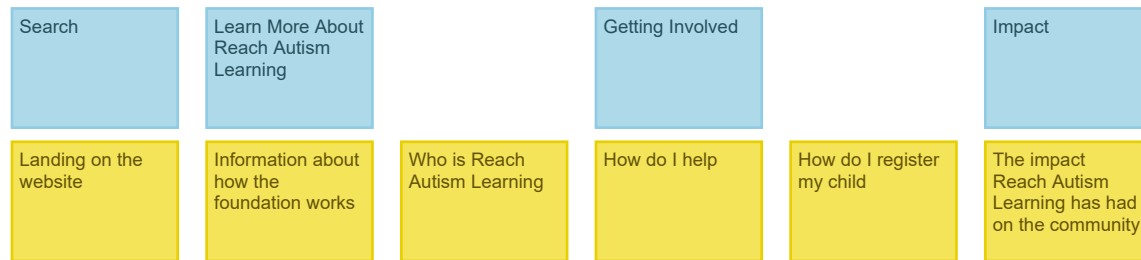 Search
Learn More About
Reach Autism
Learning
Getting Involved
Impact
Landing on the
website
Information about
how the
foundation works
Who is Reach
Autism Learning
How do I help
How do I register
my child
The impact
Reach Autism
Learning has had
on the community